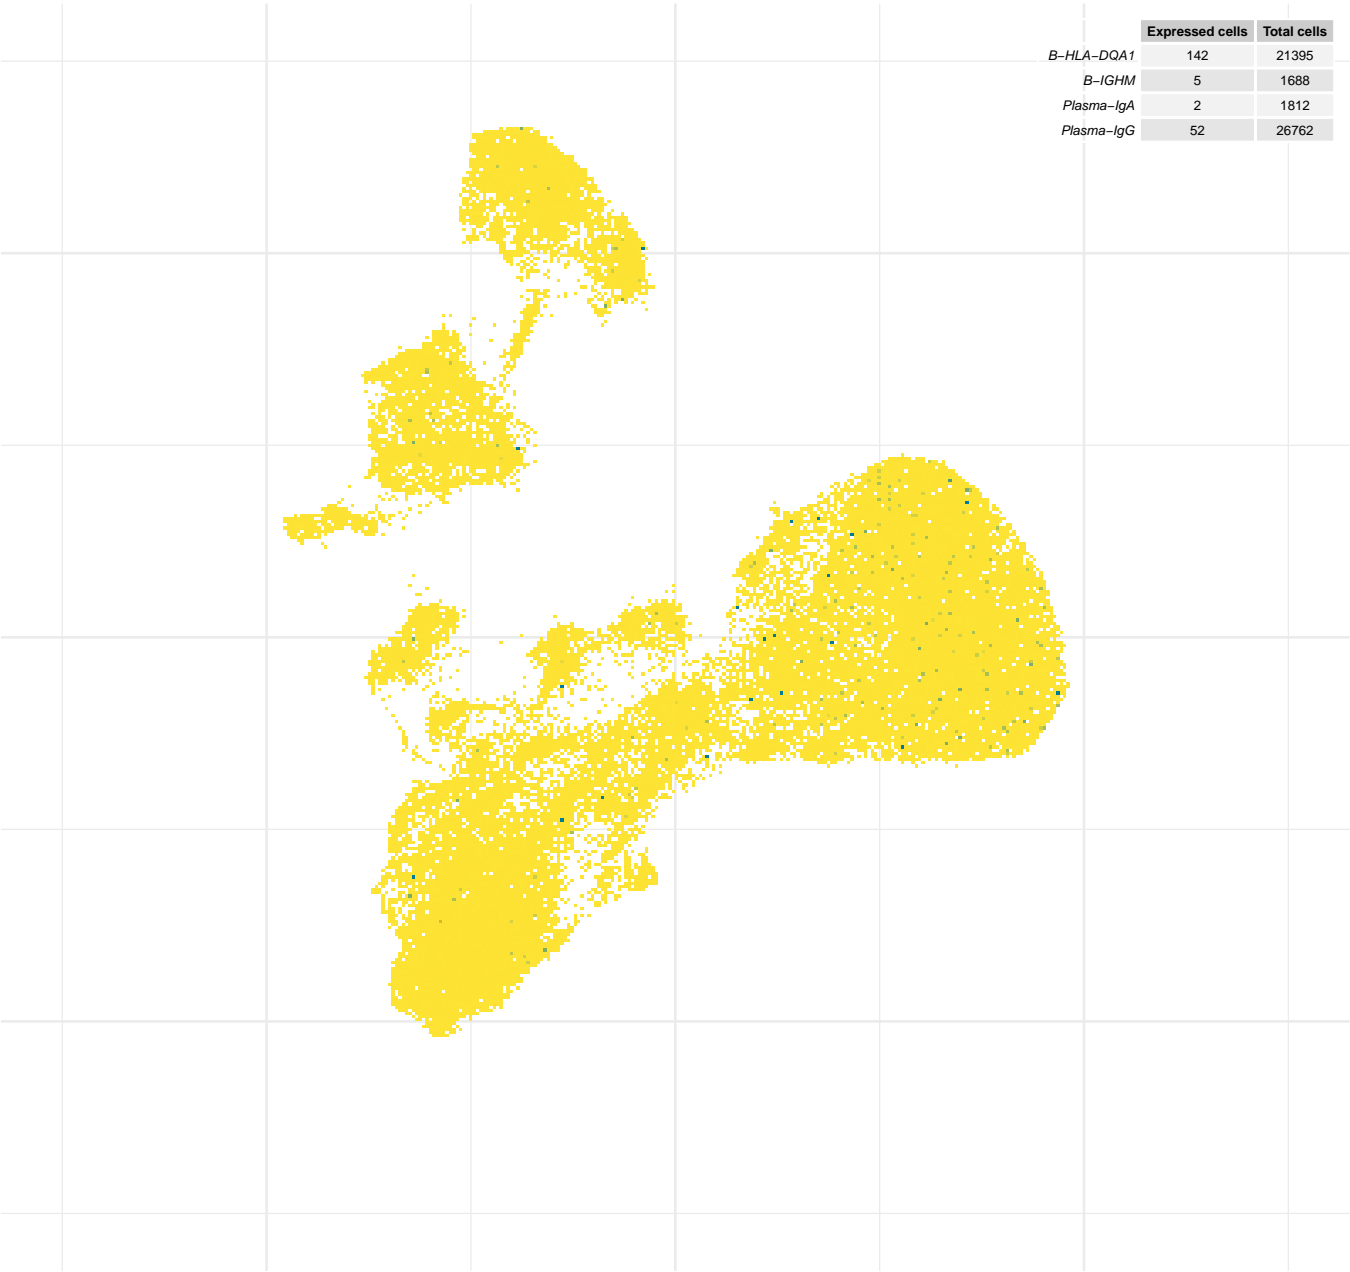 Expressed cells Total cells
B−HLA−DQA1 142 21395
B−IGHM 5 1688
Plasma−IgA 2 1812
Plasma−IgG 52 26762